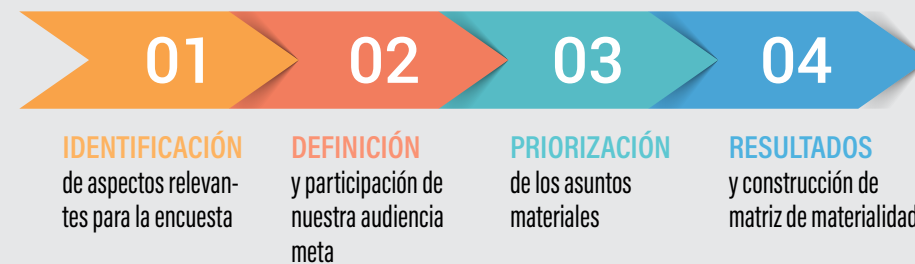 01
02
03
04
IDENTIFICACIÓN
de aspectos relevan-
tes para la encuesta
DEFINICIÓN
y participación de
nuestra audiencia
meta
PRIORIZACIÓN
de los asuntos
materiales
RESULTADOS
y construcción de
matriz de materialidad